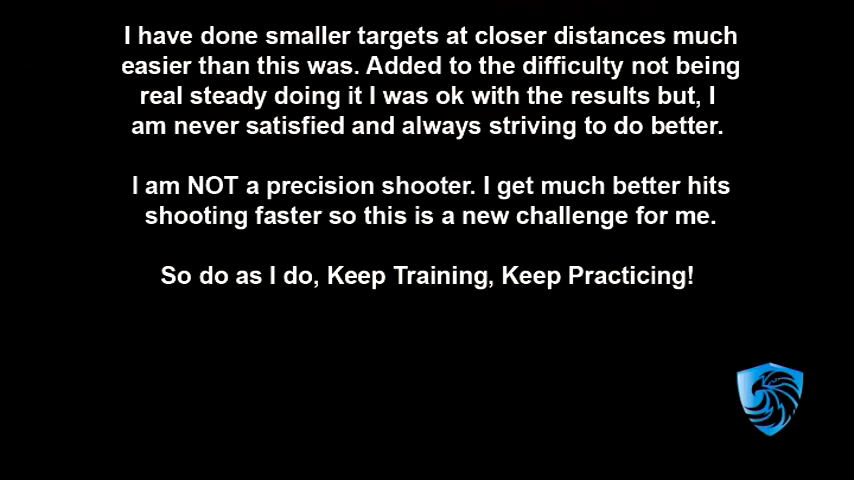 I have done smaller targets at closer distances much
easier than this was. Added to the difficulty not being
real steady doing it I was ok with the results but, I
am never satisfied and always striving to do better.
I am NOT a precision shooter. I get much better hits
shooting faster so this is a new challenge for me.
So do as I do, Keep Training, Keep Practicing!